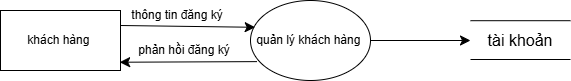 thông tin đăng ký
khách hàng
quản lý khách hàng
tài khoản
phản hồi đăng ký